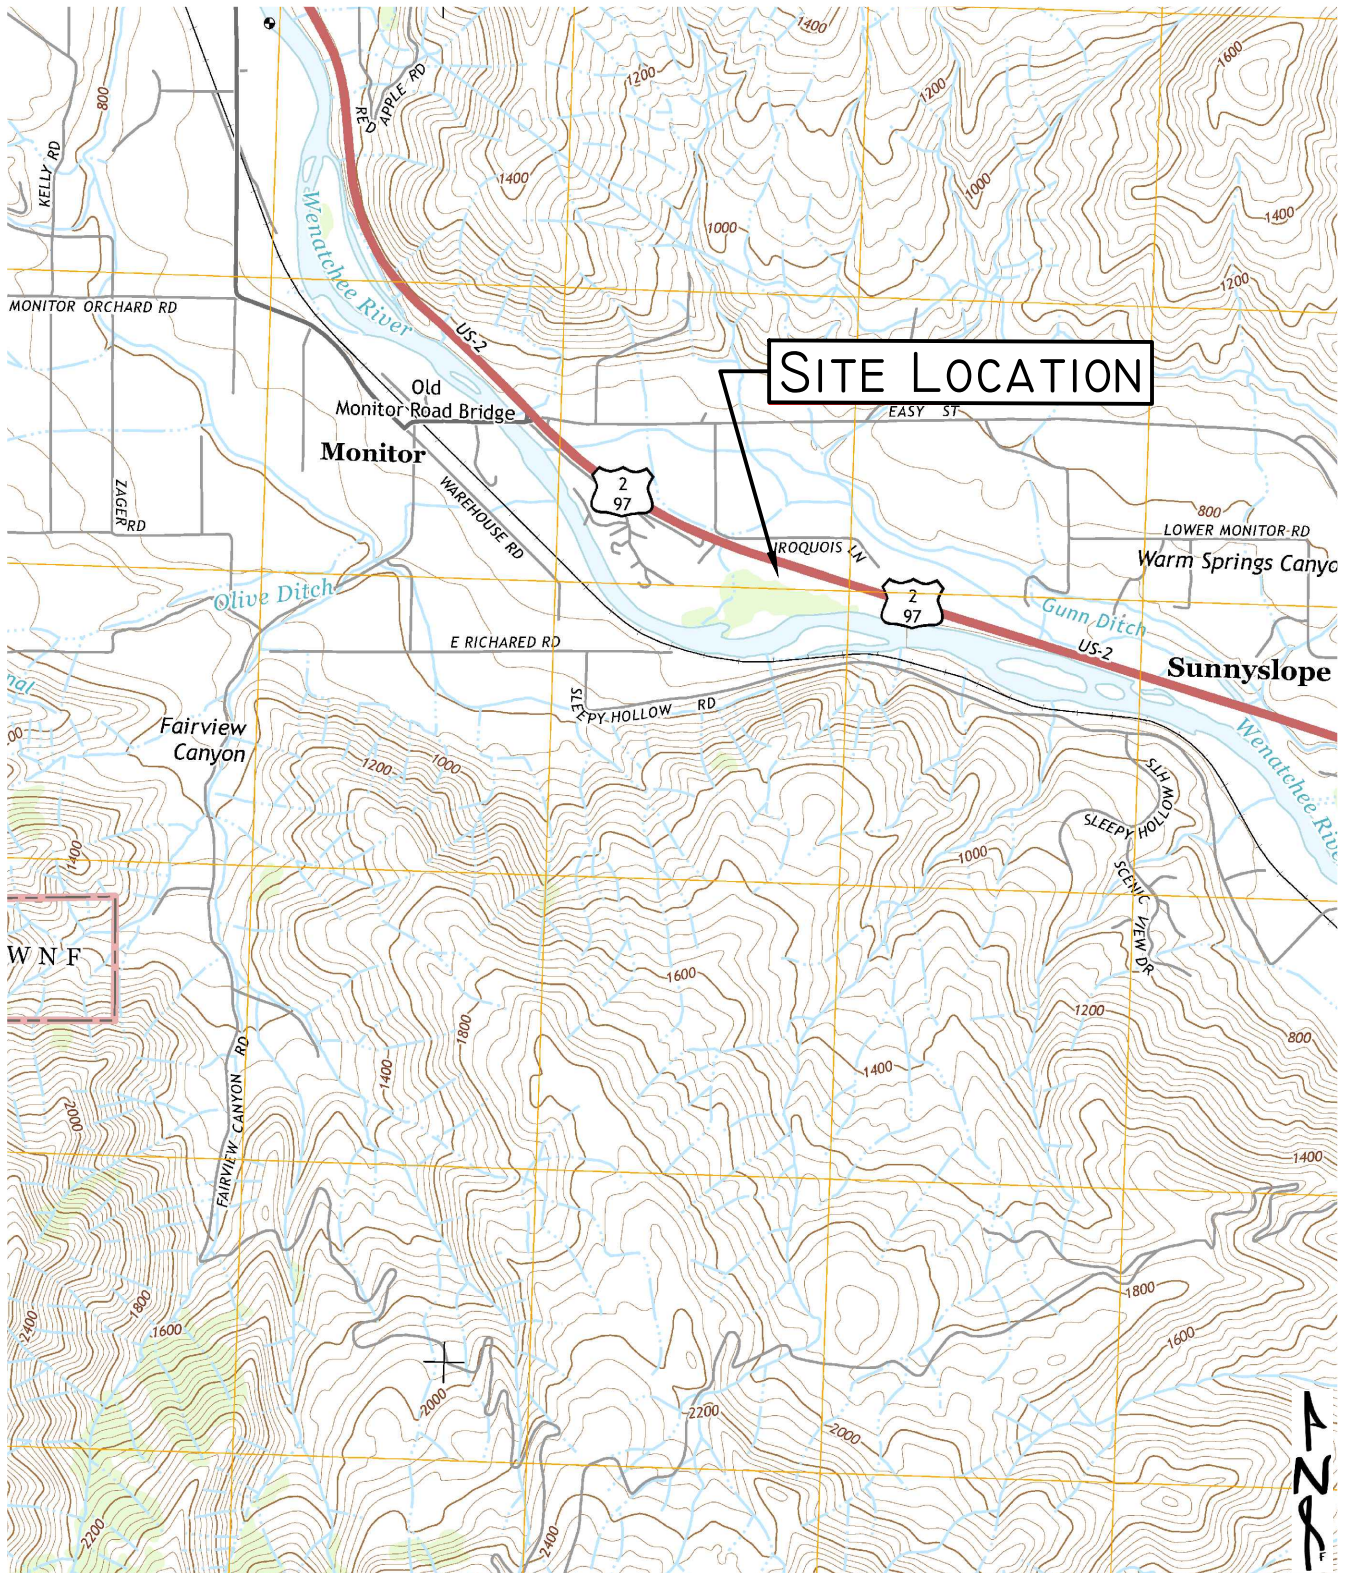 1400
1600
1200
1200
800
RED
APPLE RD
KELLY RD
1400
1000
1000
1400
1200
Wenatchee River
MONITOR ORCHARD RD
US-2
SITE LOCATION
Old
Monitor Road Bridge
EASY ST
Monitor
2
97
ZAGER RD
WAREHOUSE RD
800
LOWER MONITOR RD
IROQUOIS LN
Warm Springs Canyo
Olive Ditch
2
97
Gunn Ditch
E RICHARED RD
US-2
Sunnyslope
nal
SLEEPY HOLLOW RD
Fairview
Canyon
00
1200
1000
Wenatchee Rive
SLEEPY HOLLOW HTS
1400
1000
SCENIC VIEW DR
WNF
1600
1200
1800
800
FAIRVIEW CANYON RD
1400
1400
2000
1400
1800
1800
2400
1600
1600
2000
2200
2000
2200
2400
N
F